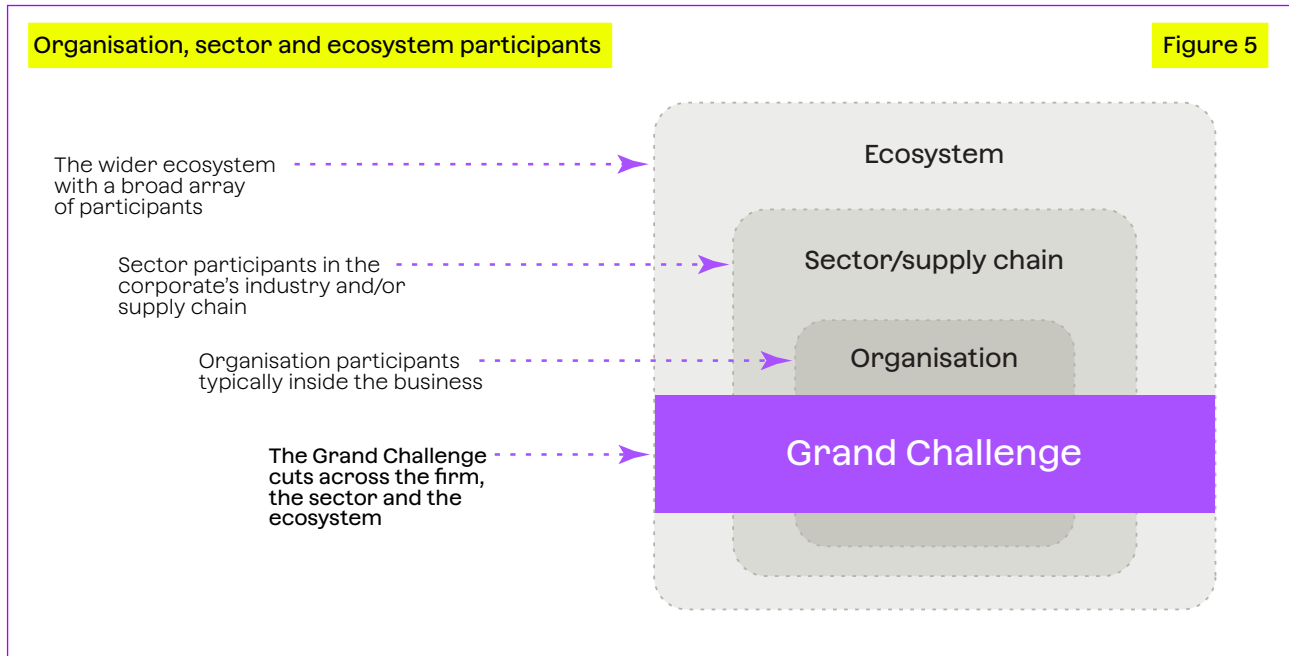 Organisation, sector and ecosystem participants
Figure 5
The wider ecosystem
with a broad array
of participants
Ecosystem
Sector participants in the
corporate’s industry and/or
supply chain
Sector/supply chain
Organisation participants
typically inside the business
Organisation
The Grand Challenge
cuts across the firm,
the sector and the
ecosystem
Grand Challenge